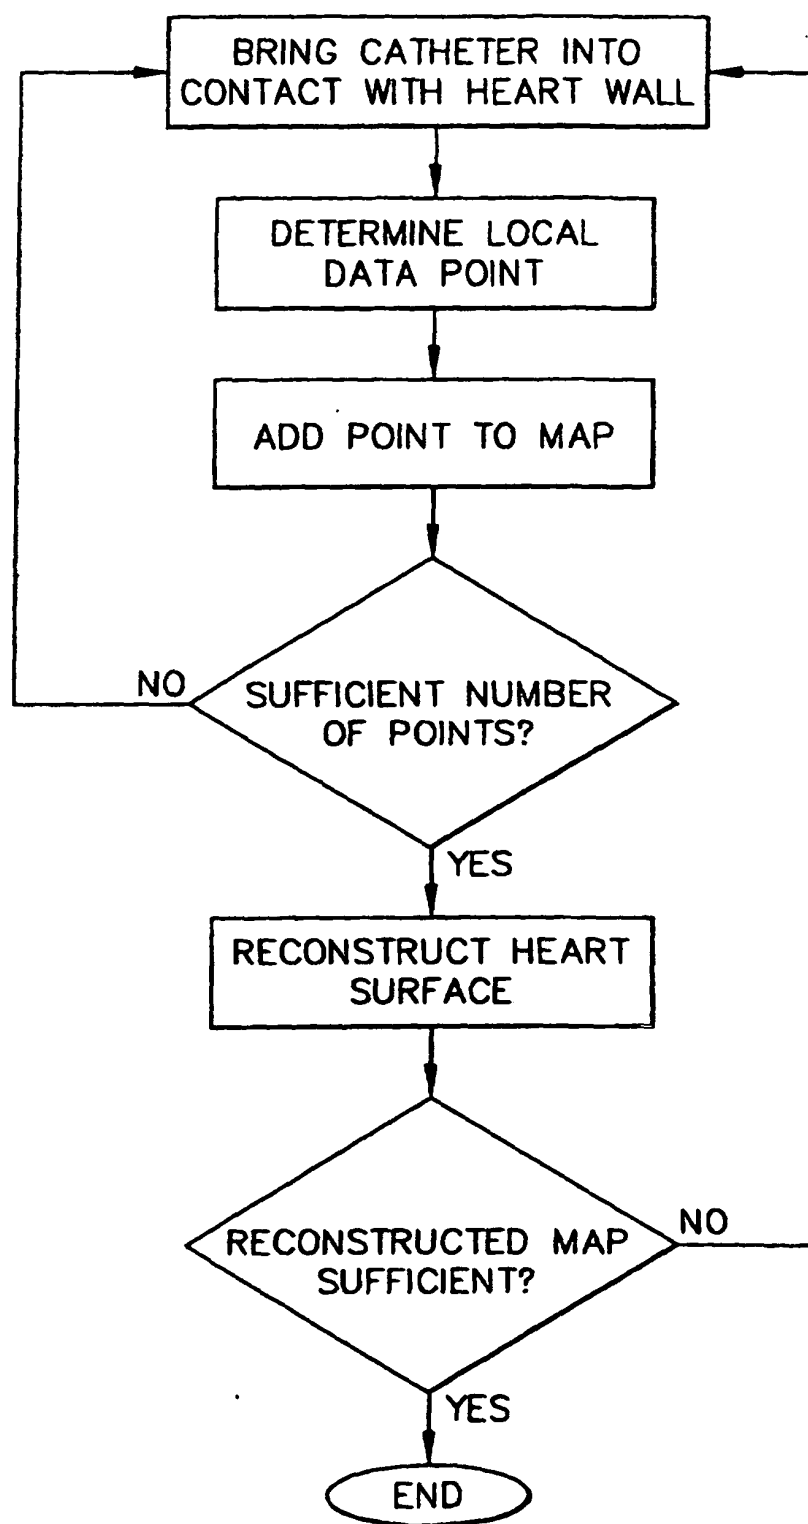 BRING CATHETER INTO
CONTACT WITH HEART WALL
DETERMINE LOCAL
DATA POINT
ADD POINT TO MAP
NO
SUFFICIENT NUMBER
OF POINTS?
YES
RECONSTRUCT HEART
SURFACE
NO
RECONSTRUCTED MAP
SUFFICIENT?
YES
END